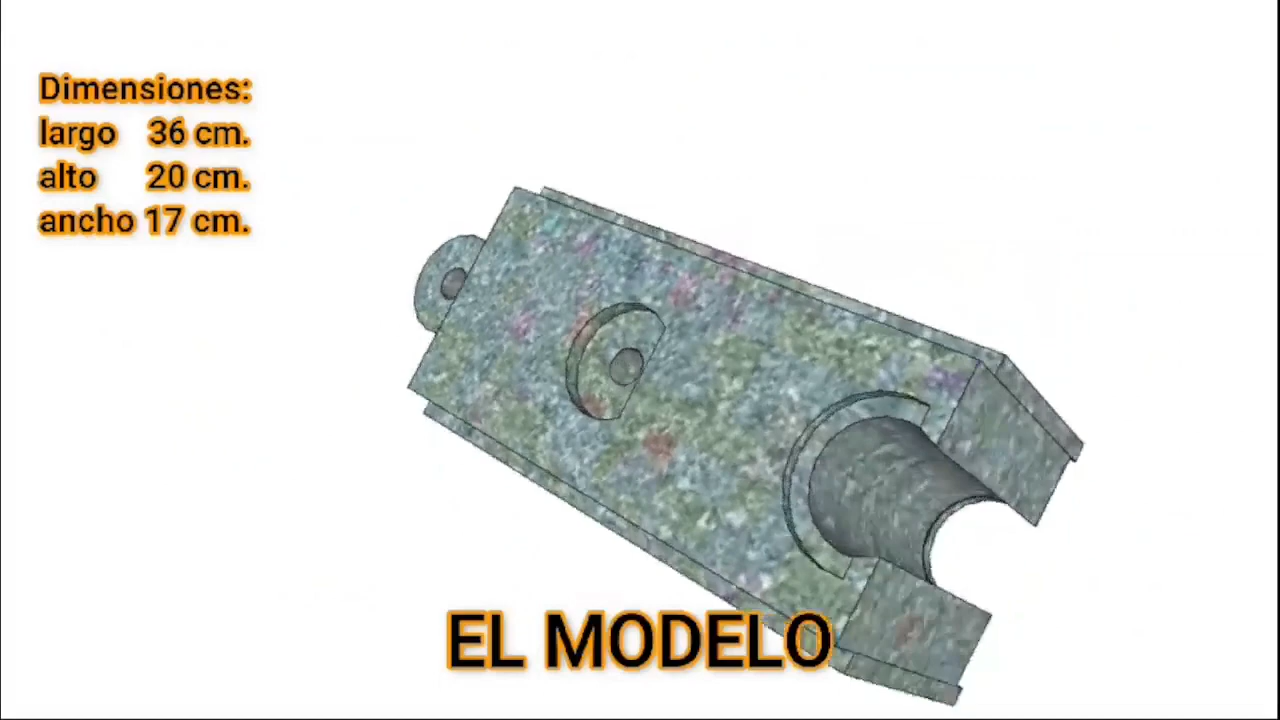 Dimensiones:
largo 36 cm.
alto 20 cm.
ancho 17 cm.
EL MODELO